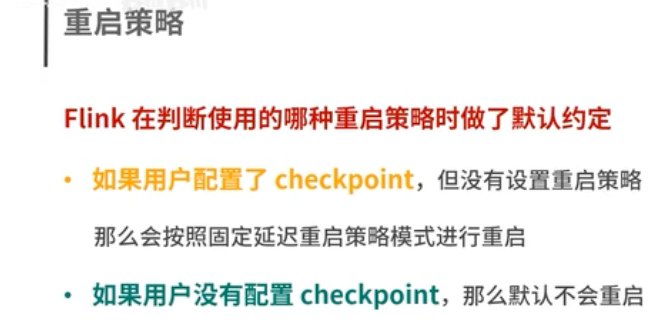 重启策略
Flink 在判断使用的哪种重启策略时做了默认约定
• 如果用户配置了 checkpoint，但没有设置重启策略
那么会按照固定延迟重启策略模式进行重启
• 如果用户没有配置 checkpoint，那么默认不会重启